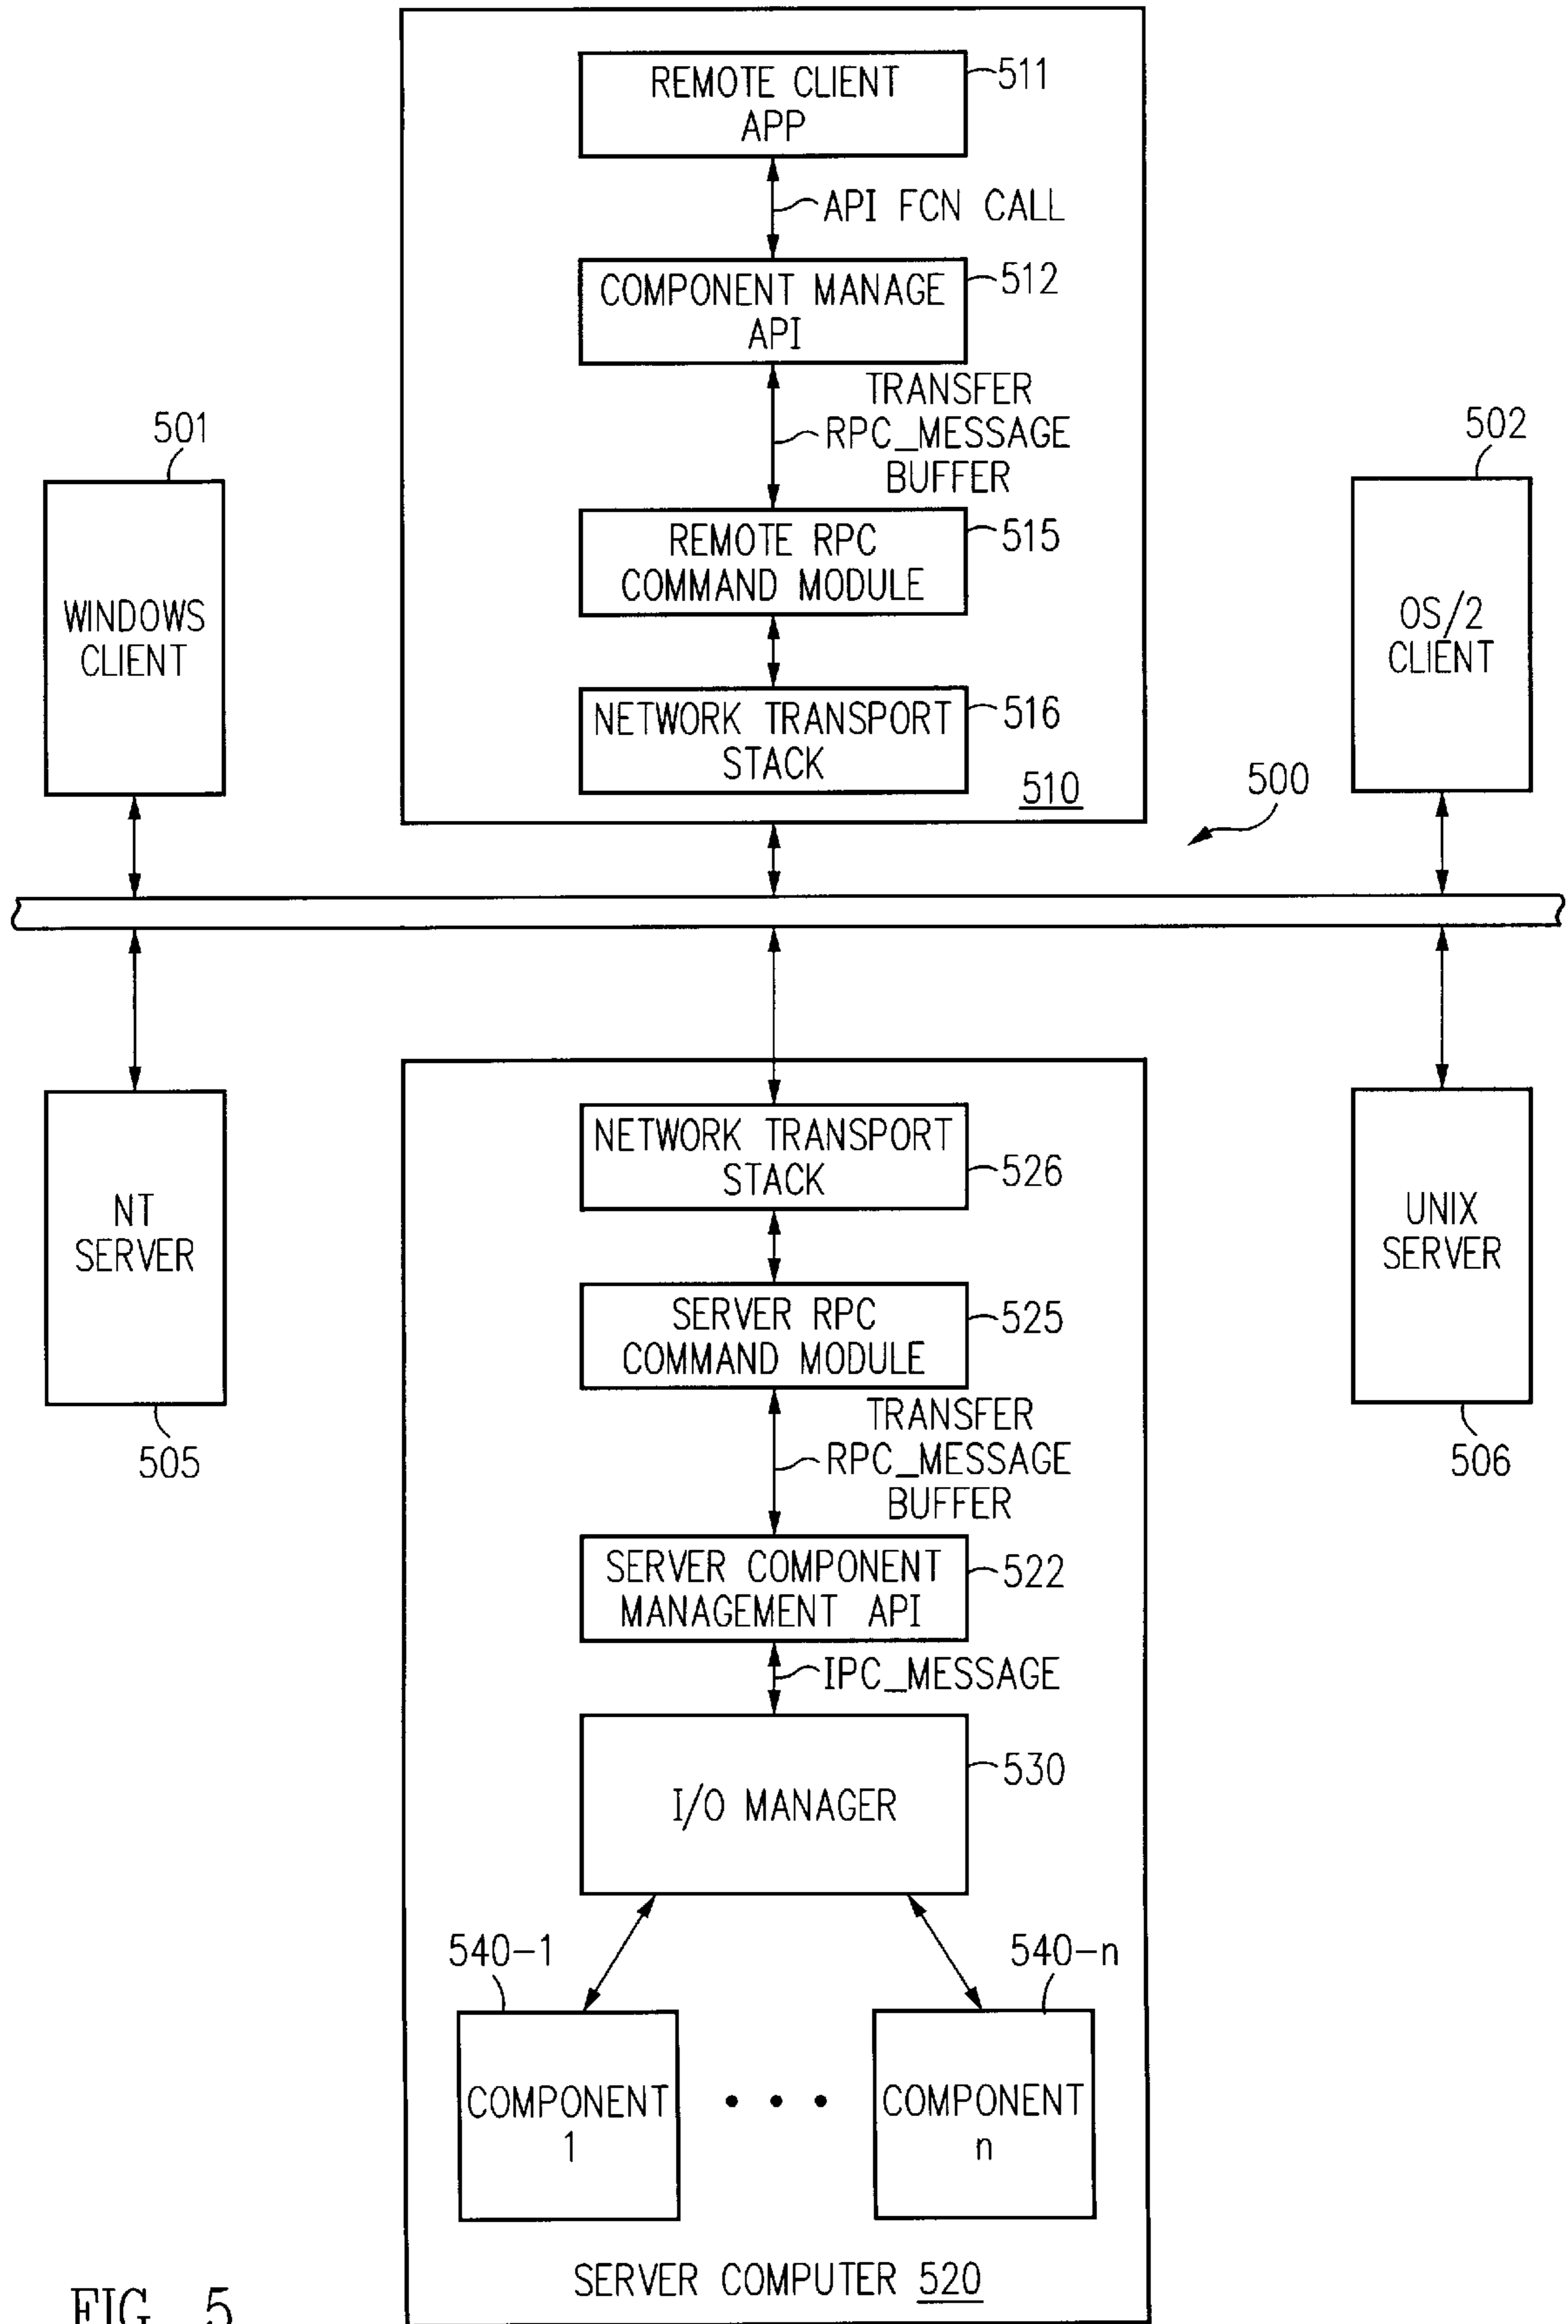 REMOTE CLIENT
APP
511
API FCN CALL
COMPONENT MANAGE
API
512
TRANSFER
RPC_MESSAGE
BUFFER
REMOTE RPC
COMMAND MODULE
515
NETWORK TRANSPORT
STACK
516
510
501
WINDOWS
CLIENT
502
OS/2
CLIENT
500
NT
SERVER
505
UNIX
SERVER
506
NETWORK TRANSPORT
STACK
526
SERVER RPC
COMMAND MODULE
525
TRANSFER
RPC_MESSAGE
BUFFER
SERVER COMPONENT
MANAGEMENT API
522
IPC_MESSAGE
I/O MANAGER
530
540-1
540-n
COMPONENT
1
COMPONENT
n
SERVER COMPUTER 520
FIG. 5